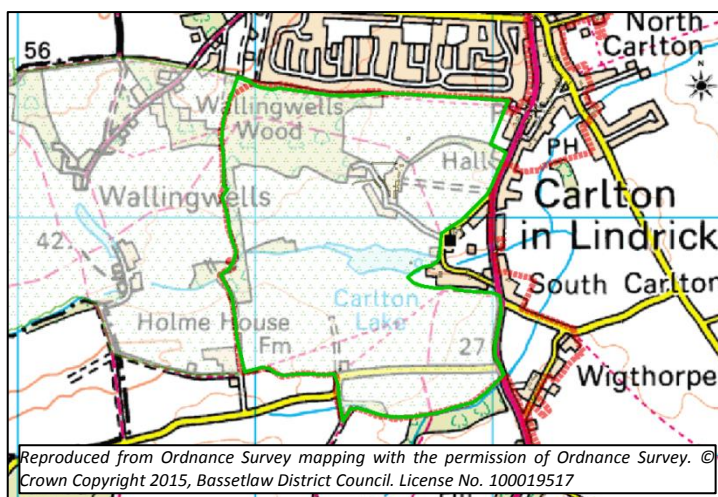 North
Carlton
56
N
Wallingwells
Wood
Halls
PH
Wallingwells
Carlton
in Lindrick
42
South Carlton
Carlton
Lake
Holme House
Fm
27
Wigthorpe
Reproduced from Ordnance Survey mapping with the permission of Ordnance Survey. ©
Crown Copyright 2015, Bassetlaw District Council. License No. 100019517